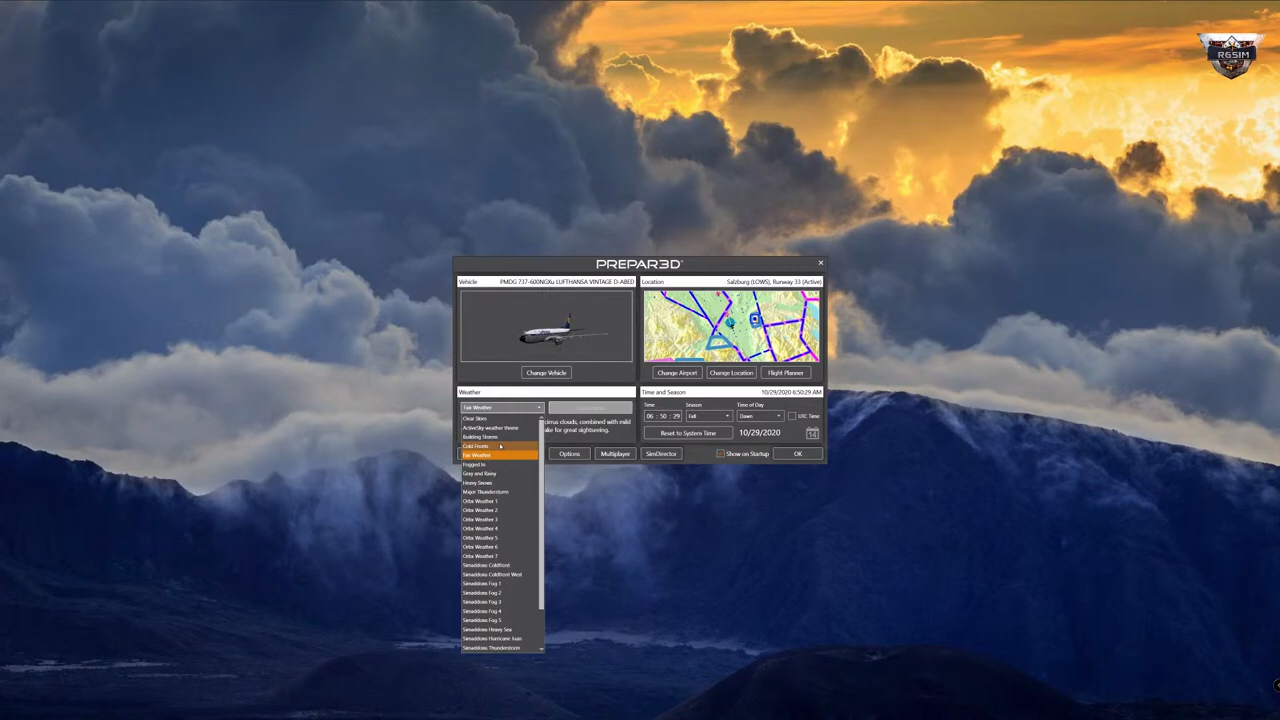 RGSIM
PREPAR3D
Vehicle PMDG 737-600NGXu LUFTHANSA VINTAGE D-ABED
Location Salzburg (LOWS), Runway 33 (Active)
Change Vehicle
Change Airport Change Location Flight Planner
Weather
Time and Season 10/29/2020 6:50:29 AM
Fair Weather
cirrus clouds, combined with mild
make for great sightseeing.
Time Season Time of Day
06 : 50 : 29 Fall Dawn UTC Time
Reset to System Time 10/29/2020 14
Options Multiplayer SimDirector Show on Startup OK
Clear Skies
ActiveSky weather theme
Building Storms
Cold Fronts
Fair Weather
Fogged In
Gray and Rainy
Heavy Snows
Major Thunderstorm
Orbx Weather 1
Orbx Weather 2
Orbx Weather 3
Orbx Weather 4
Orbx Weather 5
Orbx Weather 6
Orbx Weather 7
Simaddons Coldfront
Simaddons Coldfront West
Simaddons Fog 1
Simaddons Fog 2
Simaddons Fog 3
Simaddons Fog 4
Simaddons Fog 5
Simaddons Heavy Sea
Simaddons Hurricane Juan
Simaddons Thunderstorm